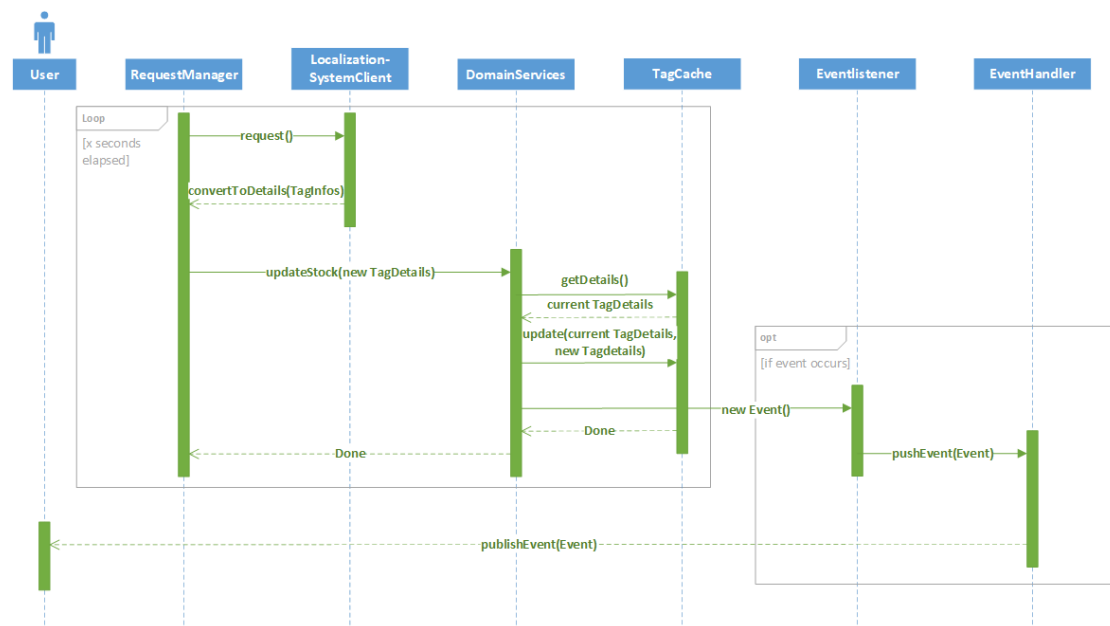 User
RequestManager
Localization-
SystemClient
DomainServices
TagCache
Eventlistener
EventHandler
Loop
[x seconds
elapsed]
request()
convertToDetails(TagInfos)
updateStock(new TagDetails)
getDetails()
current TagDetails
update(current TagDetails,
new Tagdetails)
opt
[if event occurs]
new Event()
Done
Done
pushEvent(Event)
publishEvent(Event)